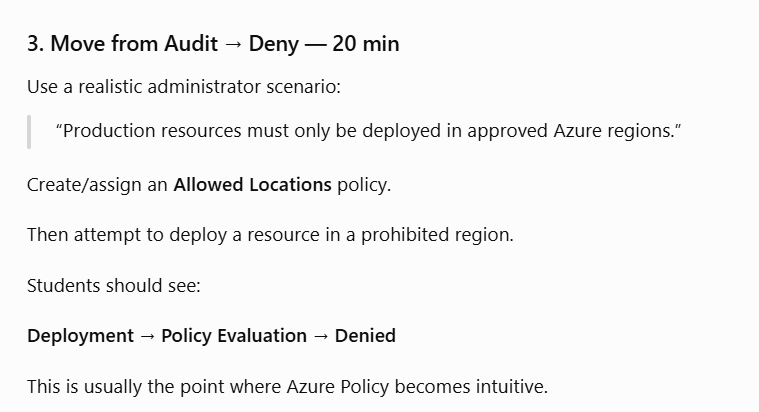 3. Move from Audit → Deny — 20 min
Use a realistic administrator scenario:
“Production resources must only be deployed in approved Azure regions.”
Create/assign an Allowed Locations policy.
Then attempt to deploy a resource in a prohibited region.
Students should see:
Deployment → Policy Evaluation → Denied
This is usually the point where Azure Policy becomes intuitive.